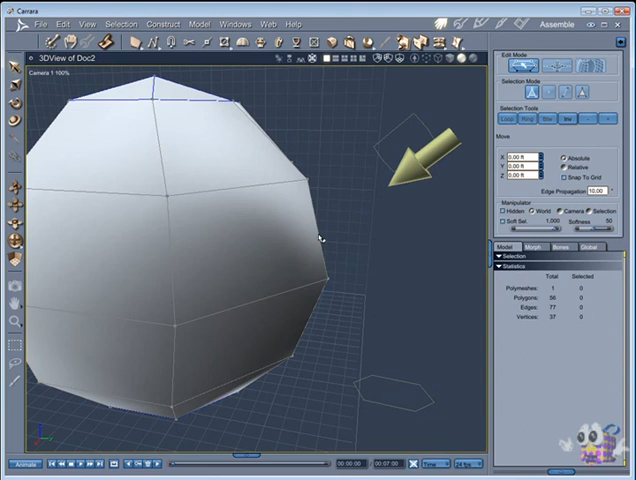 Carrara
File Edit View Selection Construct Model Windows Web Help Assemble
3DView of Doc2
Camera 1 100%
Edit Mode
Selection Mode
Selection Tools
Loop Ring Inv + -
Move
X 0.00 ft Absolute
Y 0.00 ft Relative
Z 0.00 ft Snap To Grid
Edge Propagation 10.00
Manipulator
Hidden World Camera Selection
Soft Sel. 1,000 Softness 50
Model Morph Bones Global
Selection
Statistics
Total Selected
Polymeshes: 1 0
Polygons: 56 0
Edges: 77 0
Vertices: 37 0
Animate 00:00:00 00:07:00 Time 24 fps